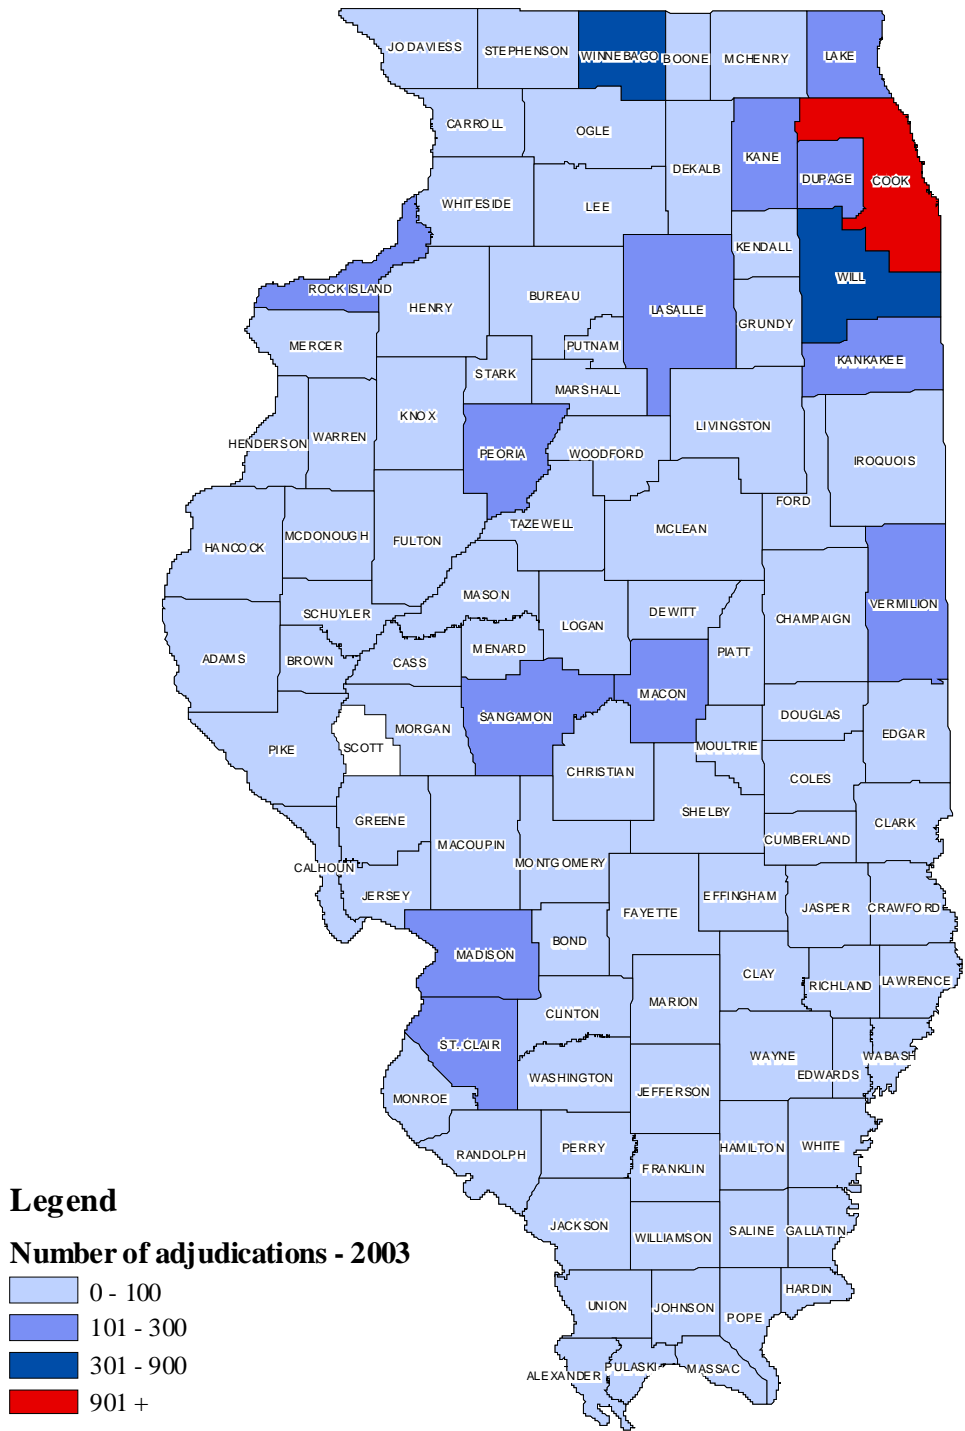 JO DAVIESS
STEPHENSON
WINNEBAGO
BOONE
MCHENRY
LAKE
CARROLL
OGLE
DEKALB
KANE
DUPAGE
COOK
WHITESIDE
LEE
KENDALL
WILL
ROCK ISLAND
HENRY
BUREAU
LASALLE
GRUNDY
MERCER
PUTNAM
KANKAKEE
STARK
MARSHALL
HENDERSON
WARREN
KNOX
PEORIA
WOODFORD
LIVINGSTON
IROQUOIS
FORD
HANCOCK
MCDONOUGH
FULTON
TAZEWELL
MCLEAN
SCHUYLER
MASON
LOGAN
DEWITT
CHAMPAIGN
VERMILION
ADAMS
BROWN
CASS
MENARD
PIATT
MACON
PIKE
SCOTT
MORGAN
SANGAMON
DOUGLAS
EDGAR
MOULTRIE
CHRISTIAN
COLES
SHELBY
GREENE
MACOUPIN
MONTGOMERY
CUMBERLAND
CLARK
CALHOUN
JERSEY
FAYETTE
EFFINGHAM
JASPER
CRAWFORD
MADISON
BOND
CLAY
RICHLAND
LAWRENCE
CLINTON
MARION
ST. CLAIR
WASHINGTON
WAYNE
EDWARDS
WABASH
MONROE
JEFFERSON
RANDOLPH
PERRY
FRANKLIN
HAMILTON
WHITE
JACKSON
WILLIAMSON
SALINE
GALLATIN
UNION
JOHNSON
POPE
HARDIN
ALEXANDER
PULASKI
MASSAC
Legend
Number of adjudications - 2003
0 - 100
101 - 300
301 - 900
901 +